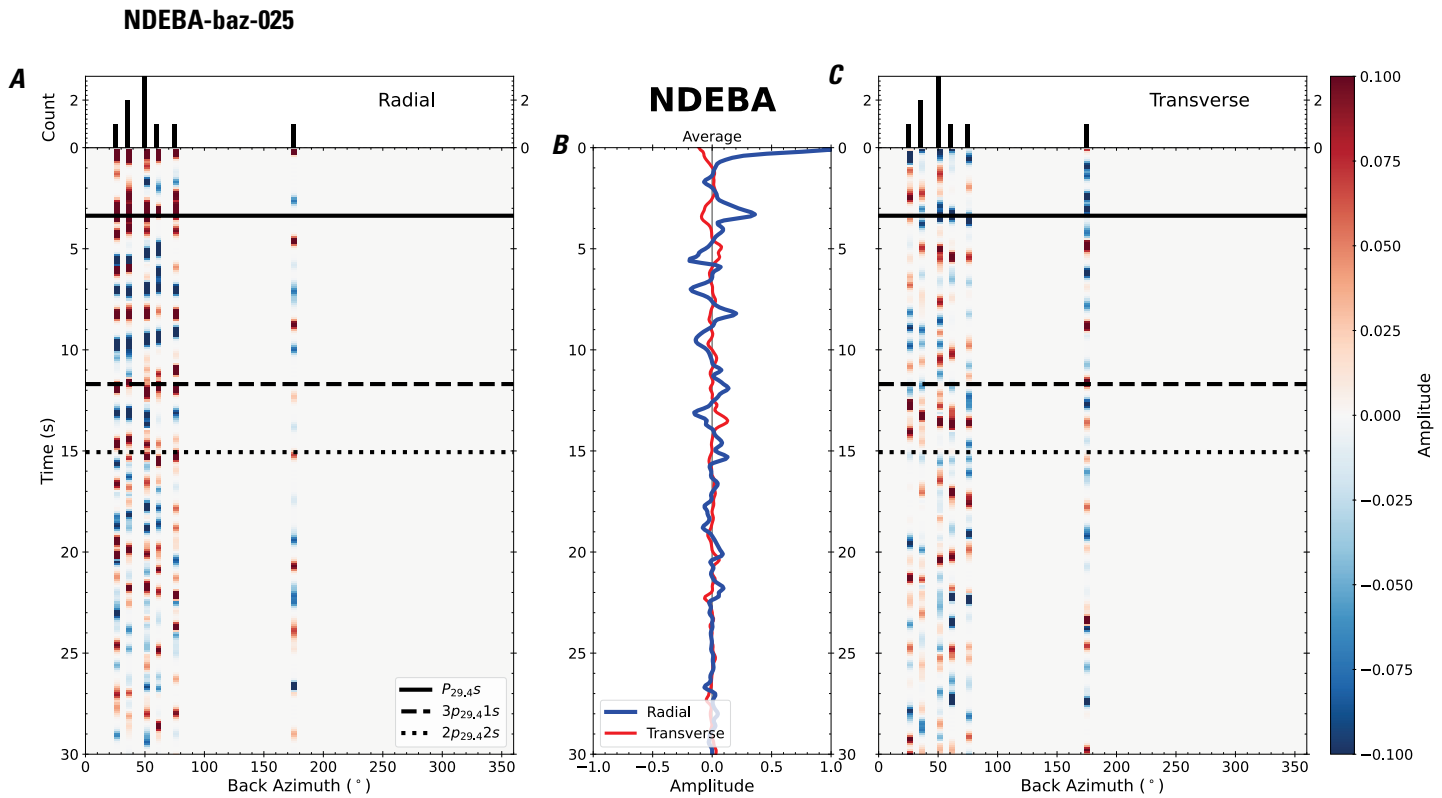 NDEBA-baz-025
A
Count
2
0
Radial
2
0
0
5
10
15
20
25
30
Time (s)
P29.4s
3p29.41s
2p29.42s
0 50 100 150 200 250 300 350
Back Azimuth (°)
NDEBA
Average
B
0
5
10
15
20
25
30
Radial
Transverse
−1.0 −0.5 0.0 0.5 1.0
Amplitude
C
2
0
Transverse
2
0
0
5
10
15
20
25
30
0 50 100 150 200 250 300 350
Back Azimuth (°)
0.100
0.075
0.050
0.025
0.000
−0.025
−0.050
−0.075
−0.100
Amplitude